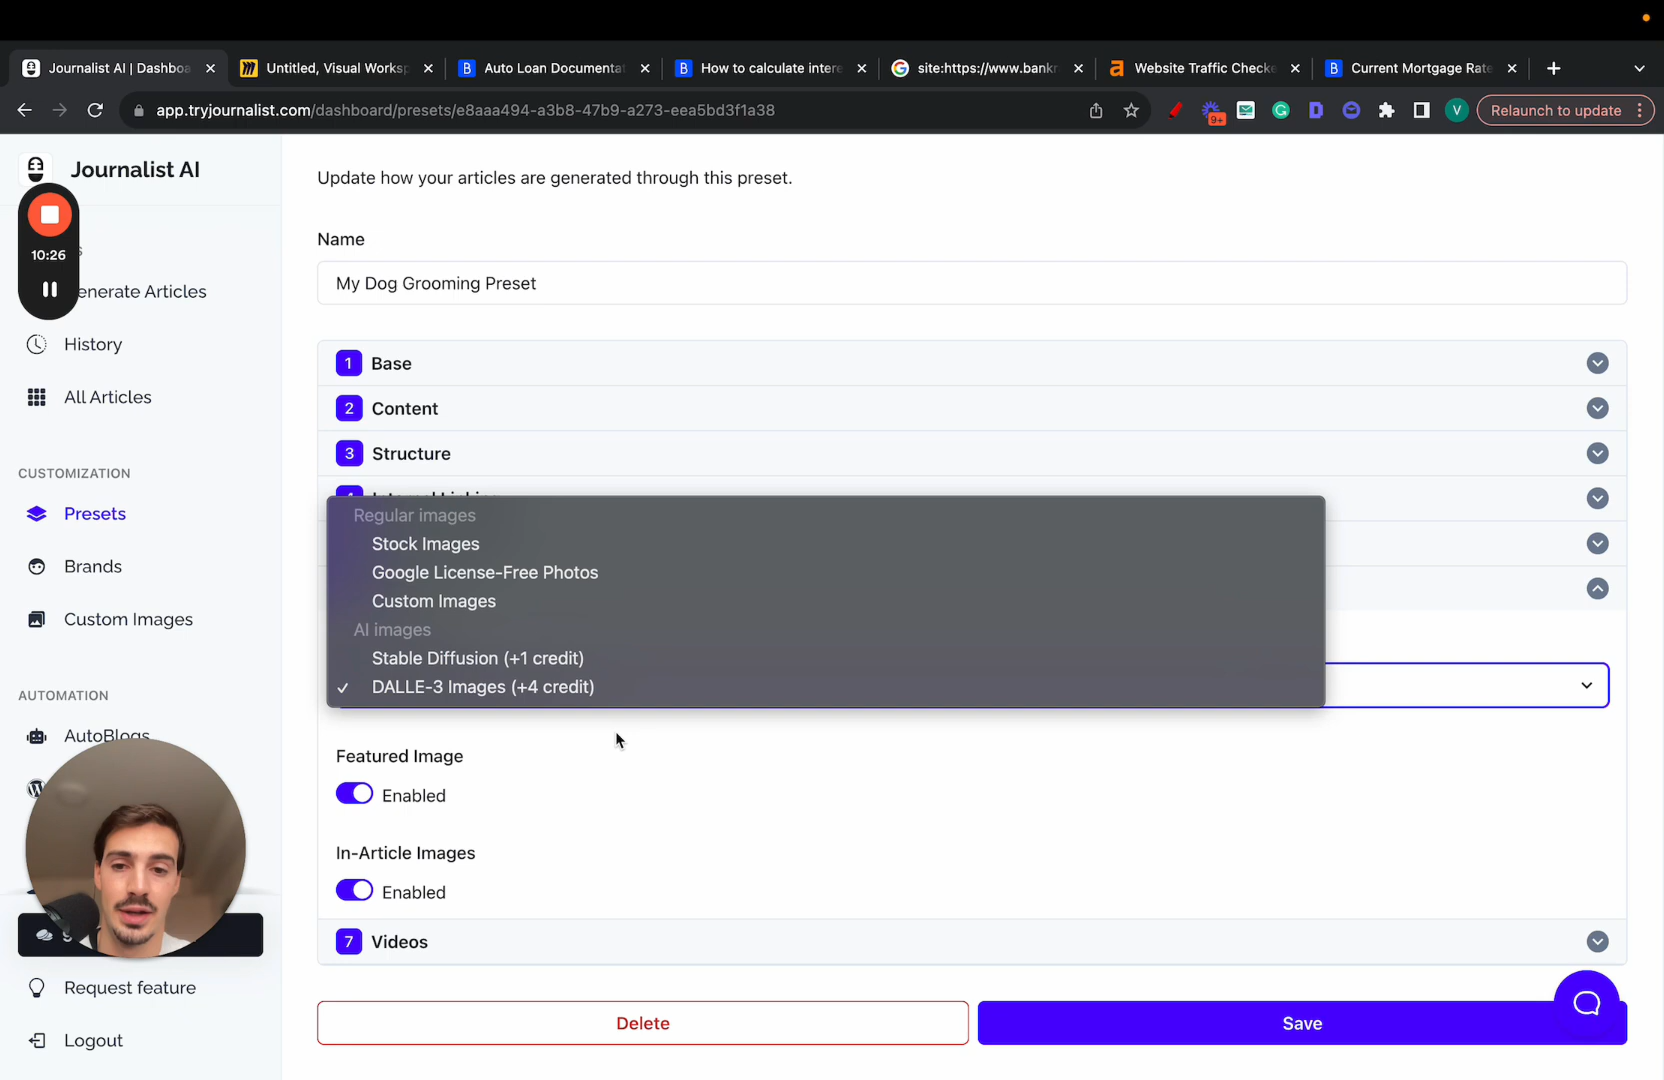 Journalist AI | Dashboa
Untitled, Visual Worksp
Auto Loan Documentat
How to calculate intere
site:https://www.bankr
Website Traffic Checke
Current Mortgage Rate
app.tryjournalist.com/dashboard/presets/e8aaa494-a3b8-47b9-a273-eea5bd3f1a38
9+
V
Relaunch to update
Journalist AI
10:26
enerate Articles
History
All Articles
CUSTOMIZATION
Presets
Brands
Custom Images
AUTOMATION
AutoBlogs
Request feature
Logout
Update how your articles are generated through this preset.
Name
My Dog Grooming Preset
1 Base
2 Content
3 Structure
Regular images
Stock Images
Google License-Free Photos
Custom Images
AI images
Stable Diffusion (+1 credit)
✓ DALLE-3 Images (+4 credit)
Featured Image
Enabled
In-Article Images
Enabled
7 Videos
Delete
Save